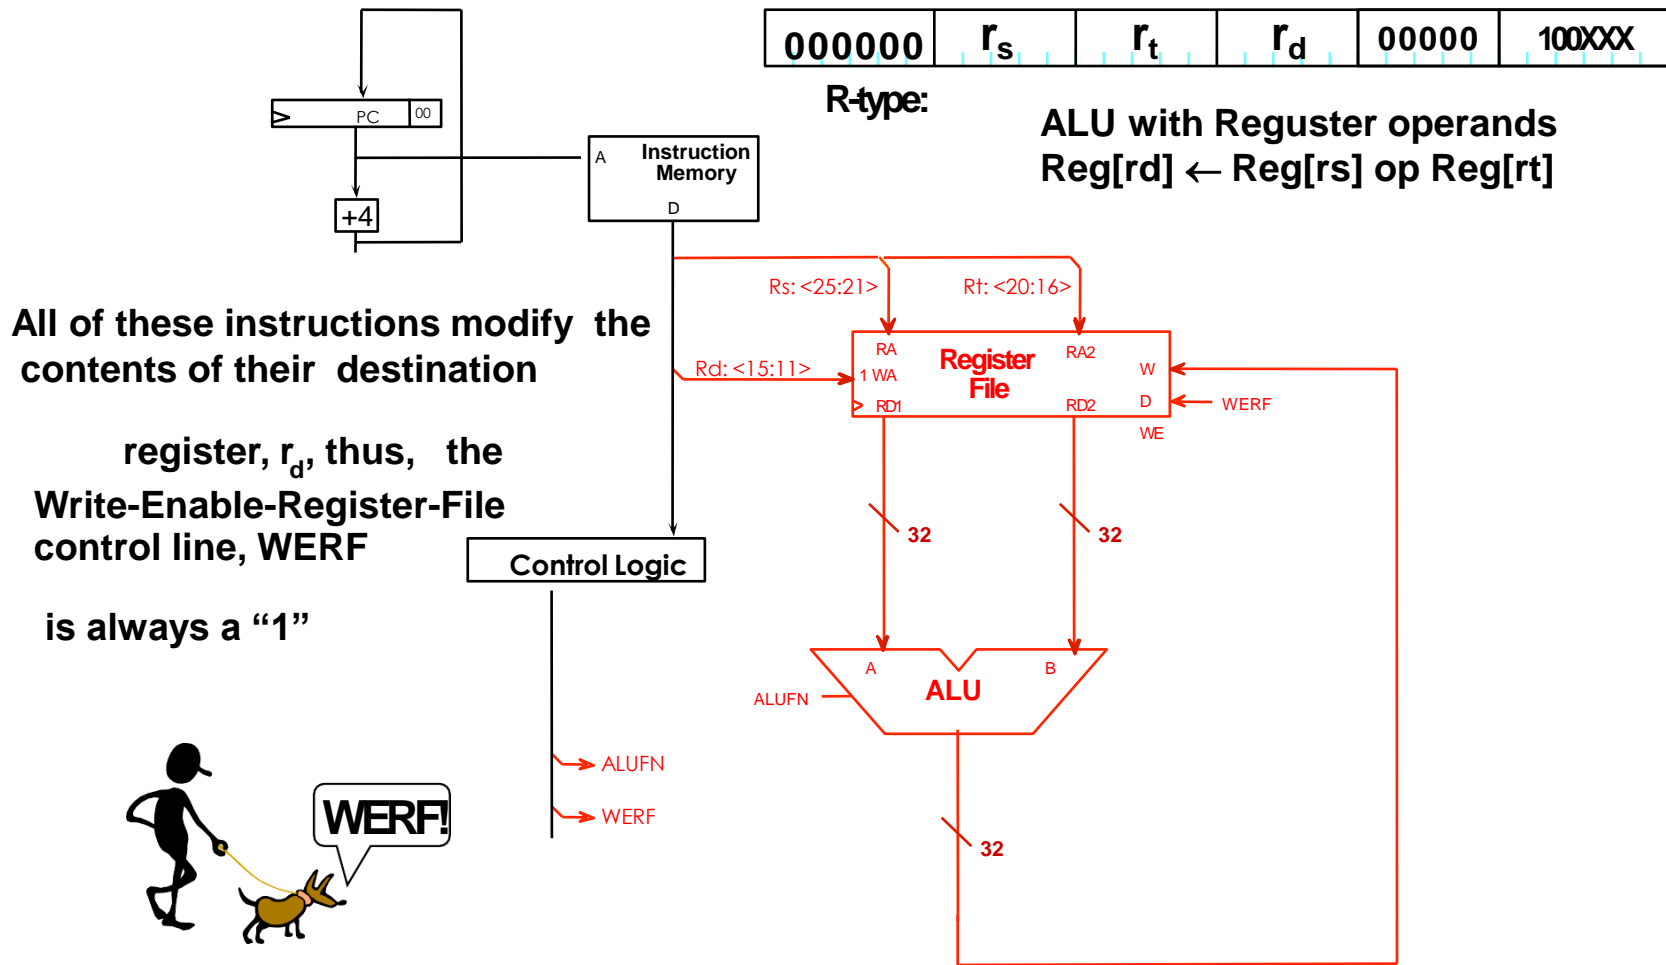 000000 rs rt rd 00000 100XXX
R-type:
ALU with Reguster operands
Reg[rd] ← Reg[rs] op Reg[rt]
PC 00
+4
A Instruction
Memory
D
Rs: <25:21> Rt: <20:16>
All of these instructions modify the
contents of their destination
register, rd, thus, the
Write-Enable-Register-File
control line, WERF
is always a “1”
Rd: <15:11>
RA Register RA2
1 WA File W
RD1 RD2 D WERF
WE
32 32
Control Logic
A B
ALU
ALUFN
ALUFN
WERF
32
WERF!